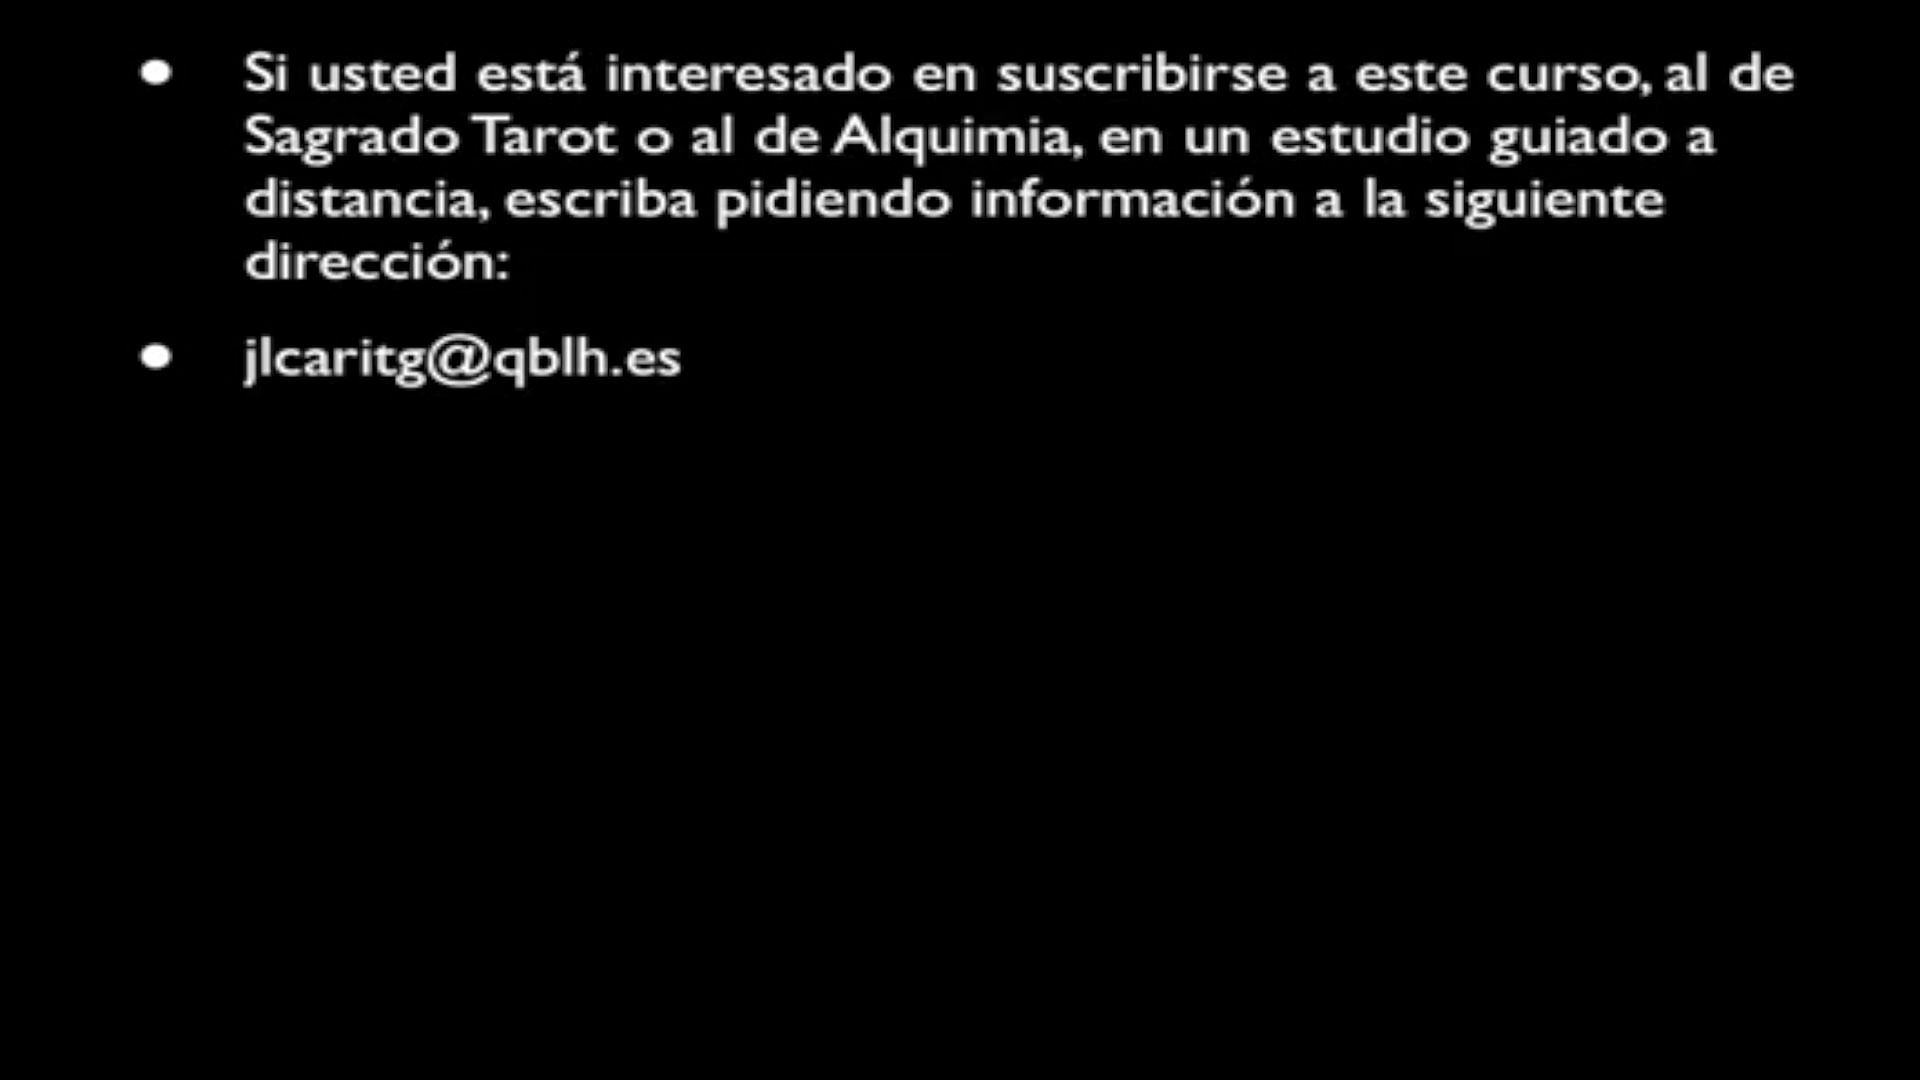 • Si usted está interesado en suscribirse a este curso, al de
Sagrado Tarot o al de Alquimia, en un estudio guiado a
distancia, escriba pidiendo información a la siguiente
dirección:
• jlcaritg@qblh.es